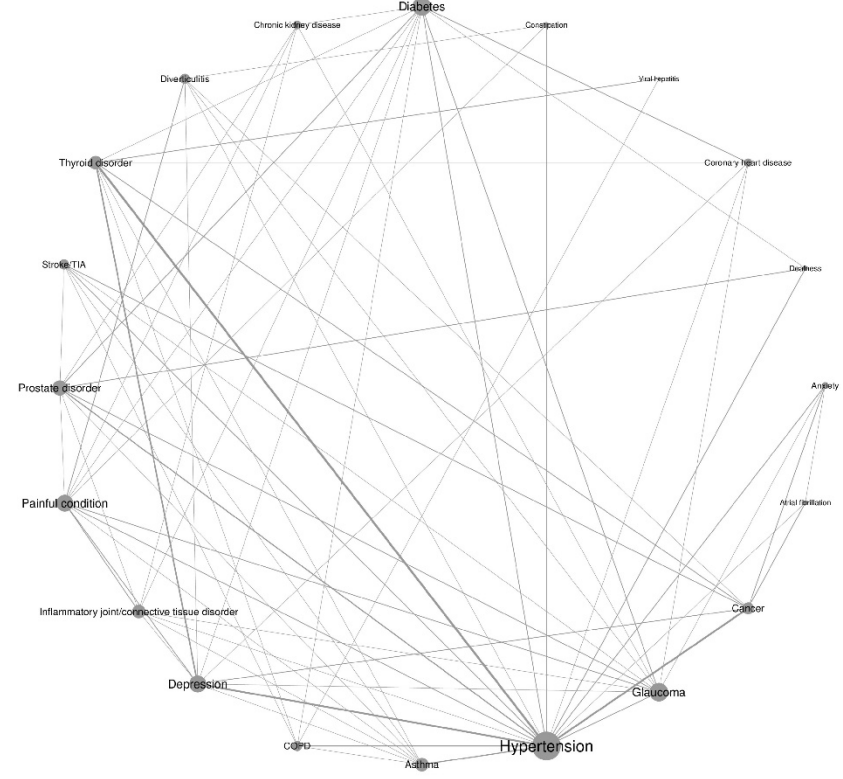 Diabetes
Chronic kidney disease
Constipation
Diverticulitis
Viral hepatitis
Thyroid disorder
Coronary heart disease
Stroke/TIA
Deafness
Prostate disorder
Anxiety
Painful condition
Atrial fibrillation
Inflammatory joint/connective tissue disorder
Cancer
Depression
Glaucoma
COPD
Hypertension
Asthma